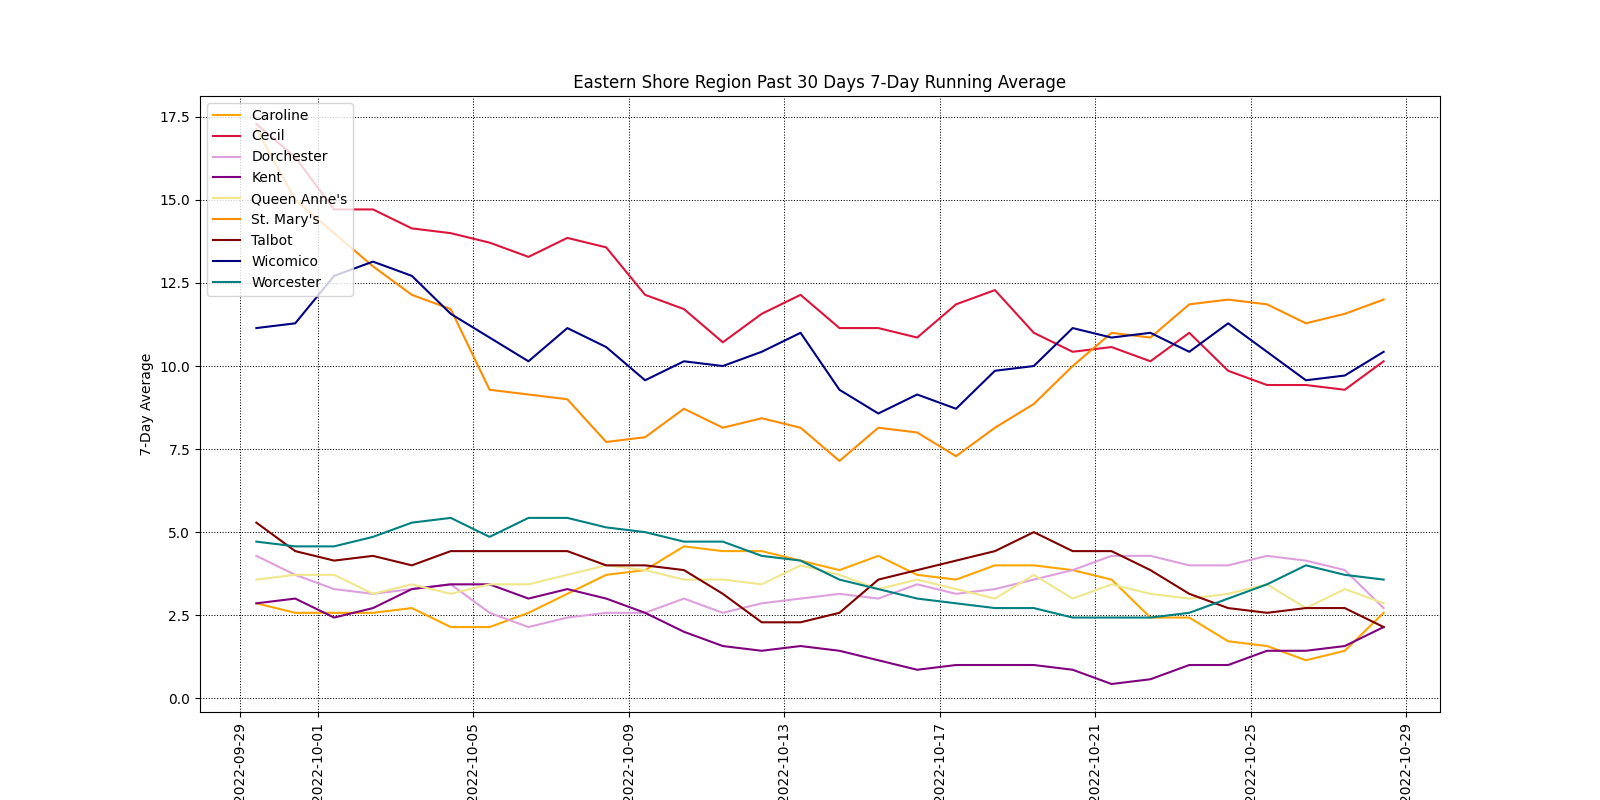 Eastern Shore Region Past 30 Days 7-Day Running Average
Caroline
Cecil
Dorchester
Kent
Queen Anne's
St. Mary's
Talbot
Wicomico
Worcester
7-Day Average
17.5
15.0
12.5
10.0
7.5
5.0
2.5
0.0
2022-09-29
2022-10-01
2022-10-05
2022-10-09
2022-10-13
2022-10-17
2022-10-21
2022-10-25
2022-10-29